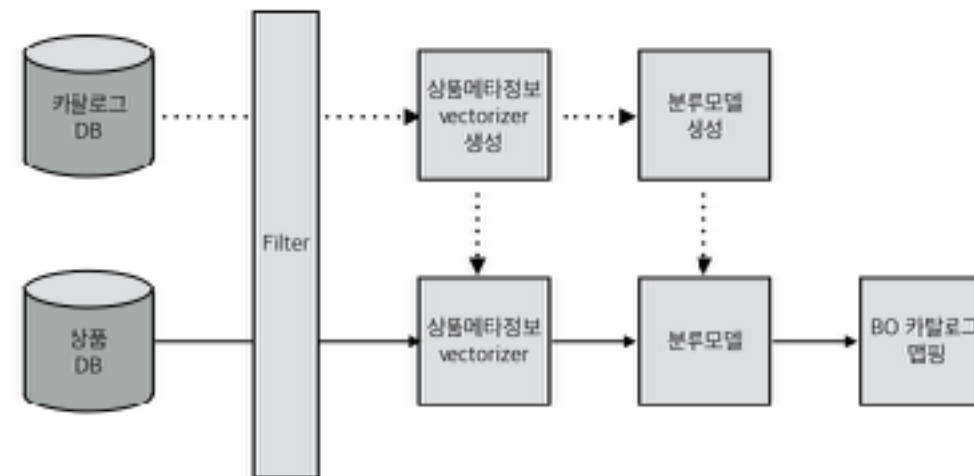 카탈로그
DB
상품메타정보
vectorizer
생성
분류모델
생성
Filter
상품
DB
상품메타정보
vectorizer
분류모델
BO 카탈로그
맵핑